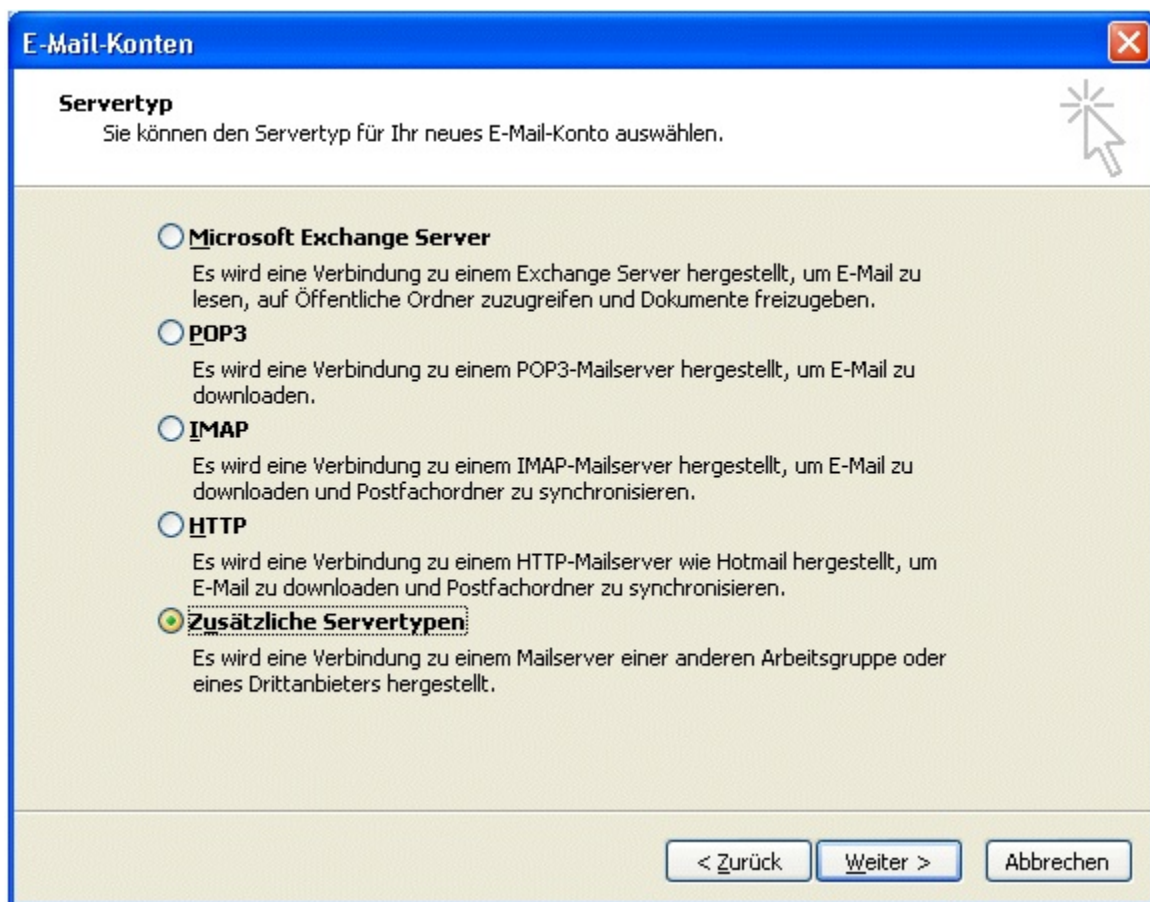 E-Mail-Konten
Servertyp
Sie können den Servertyp für Ihr neues E-Mail-Konto auswählen.
Microsoft Exchange Server
Es wird eine Verbindung zu einem Exchange Server hergestellt, um E-Mail zu
lesen, auf Öffentliche Ordner zuzugreifen und Dokumente freizugeben.
POP3
Es wird eine Verbindung zu einem POP3-Mailserver hergestellt, um E-Mail zu
downloaden.
IMAP
Es wird eine Verbindung zu einem IMAP-Mailserver hergestellt, um E-Mail zu
downloaden und Postfachordner zu synchronisieren.
HTTP
Es wird eine Verbindung zu einem HTTP-Mailserver wie Hotmail hergestellt, um
E-Mail zu downloaden und Postfachordner zu synchronisieren.
Zusätzliche Servertypen
Es wird eine Verbindung zu einem Mailserver einer anderen Arbeitsgruppe oder
eines Drittanbieters hergestellt.
< Zurück Weiter > Abbrechen